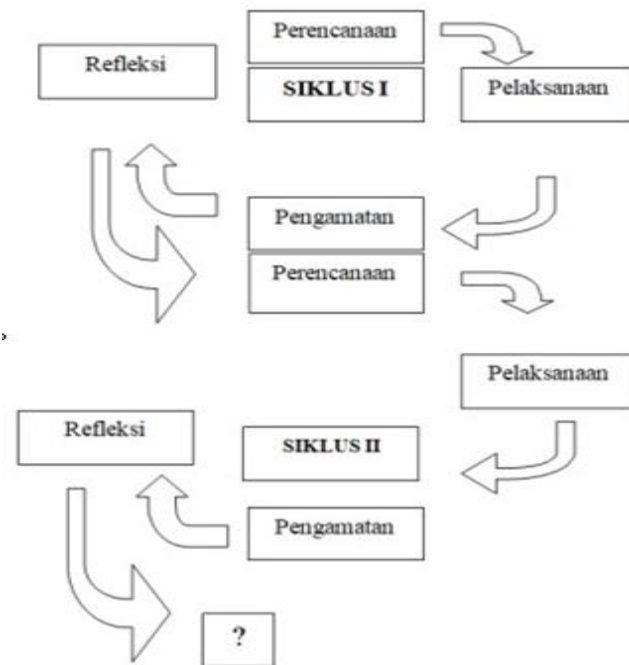 Perencanaan
Refleksi
SIKLUS I
Pelaksanaan
Pengamatan
Perencanaan
Pelaksanaan
Refleksi
SIKLUS II
Pengamatan
?